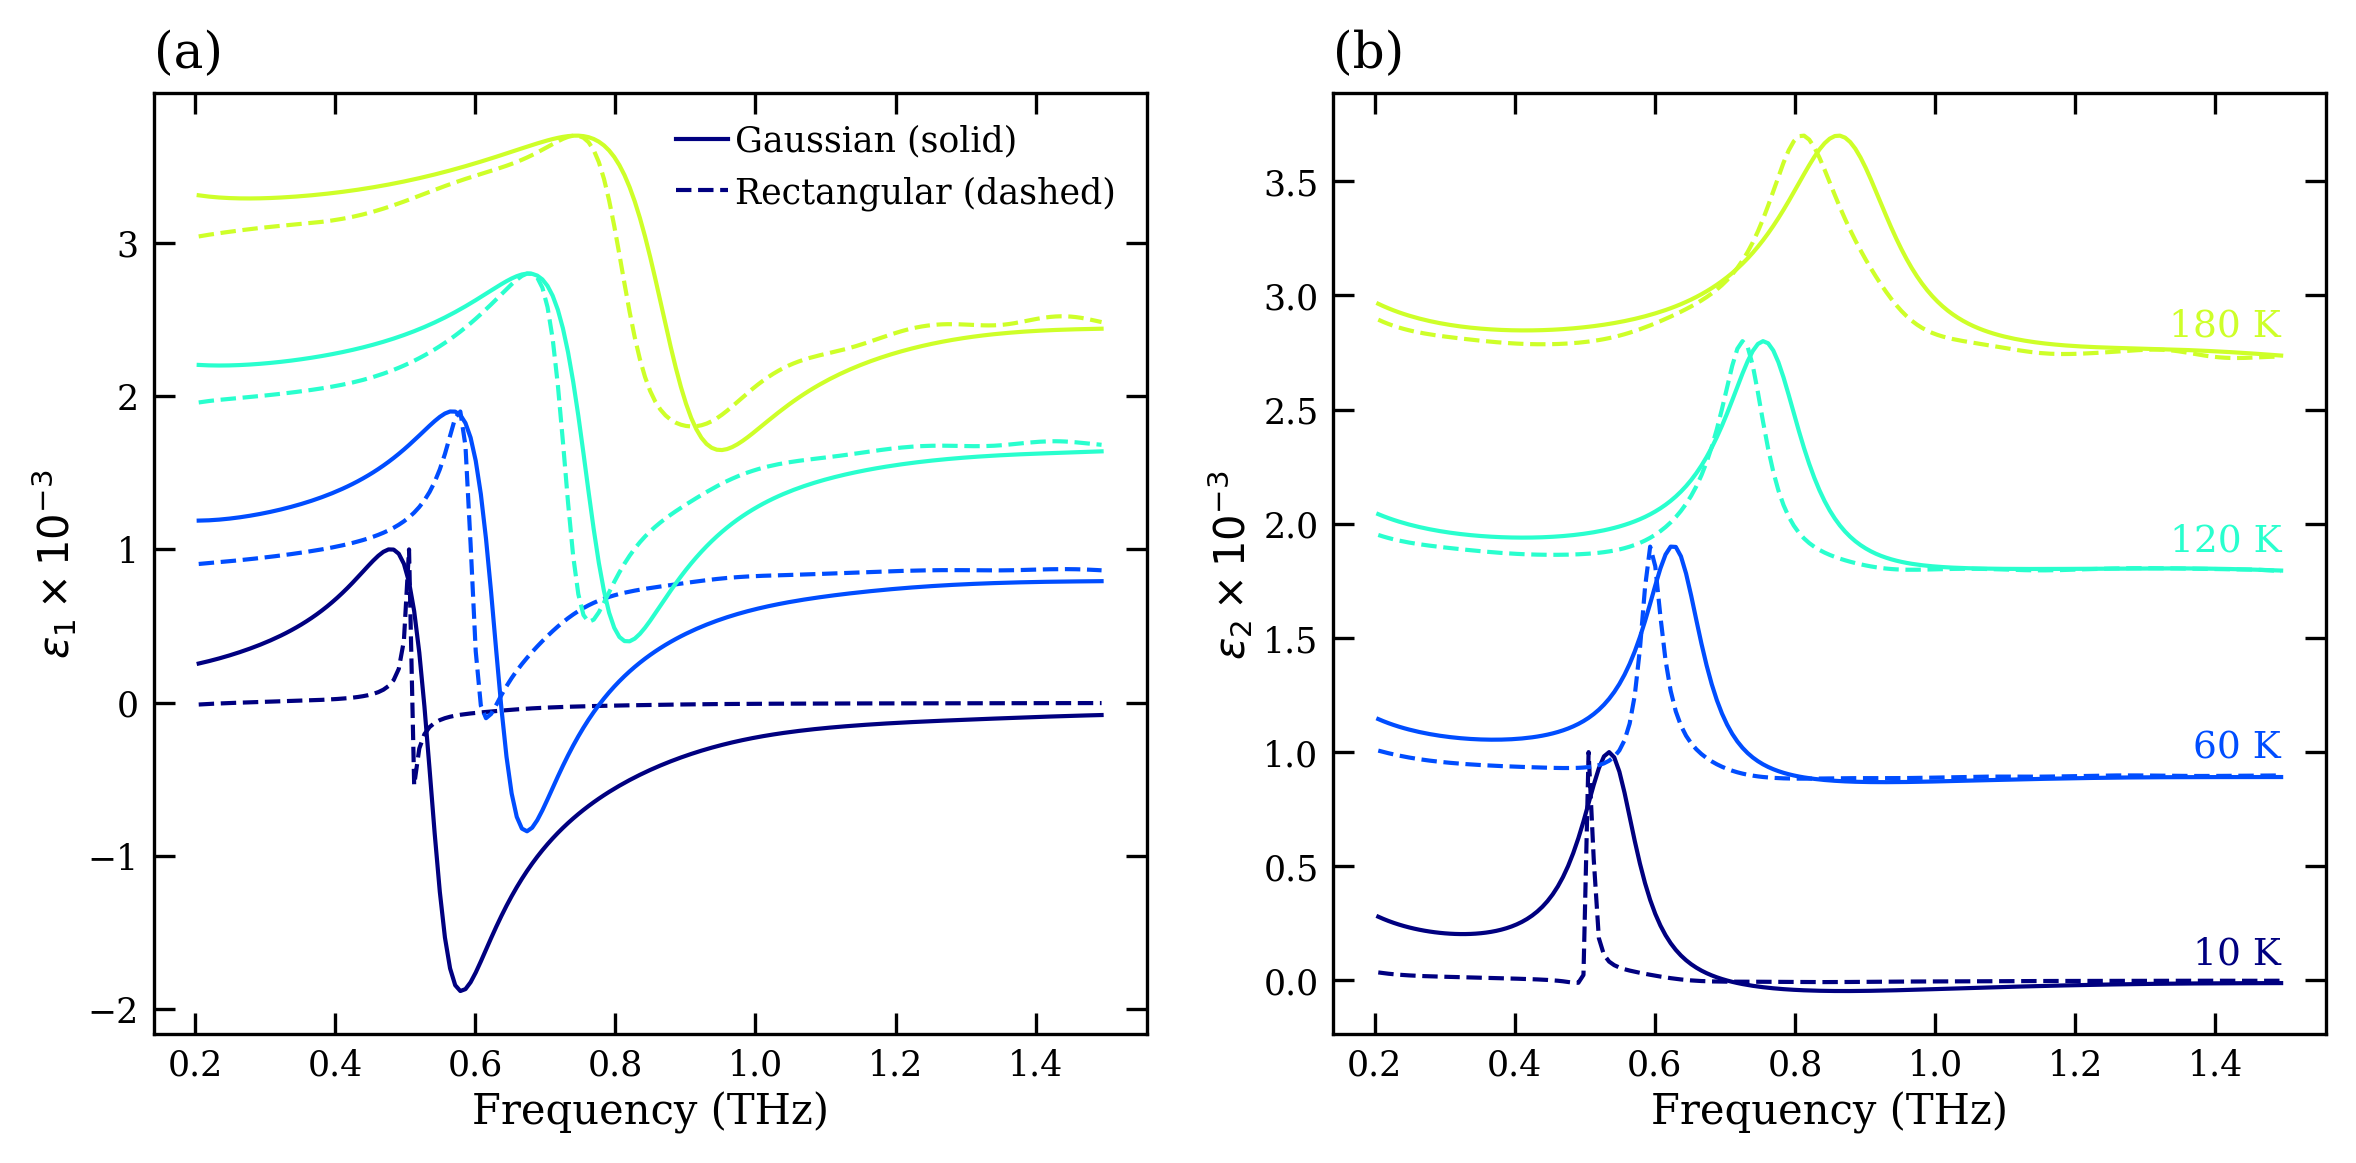 (a)
Gaussian (solid)
Rectangular (dashed)
3
2
1
0
−1
−2
ε₁ × 10⁻³
0.2 0.4 0.6 0.8 1.0 1.2 1.4
Frequency (THz)
(b)
3.5
3.0
2.5
2.0
1.5
1.0
0.5
0.0
ε₂ × 10⁻³
180 K
120 K
60 K
10 K
0.2 0.4 0.6 0.8 1.0 1.2 1.4
Frequency (THz)